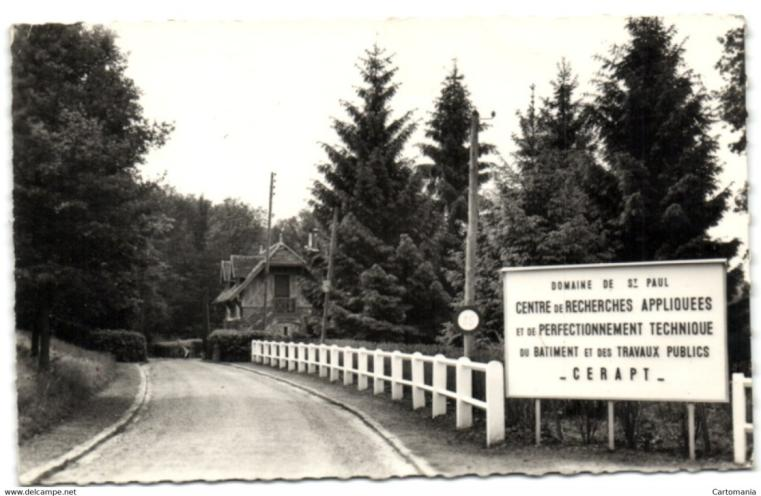 DOMAINE DE ST PAUL
CENTRE DE RECHERCHES APPLIQUEES
ET DE PERFECTIONNEMENT TECHNIQUE
DU BATIMENT ET DES TRAVAUX PUBLICS
- CERAPT -
www.delcampe.net
Cartomania